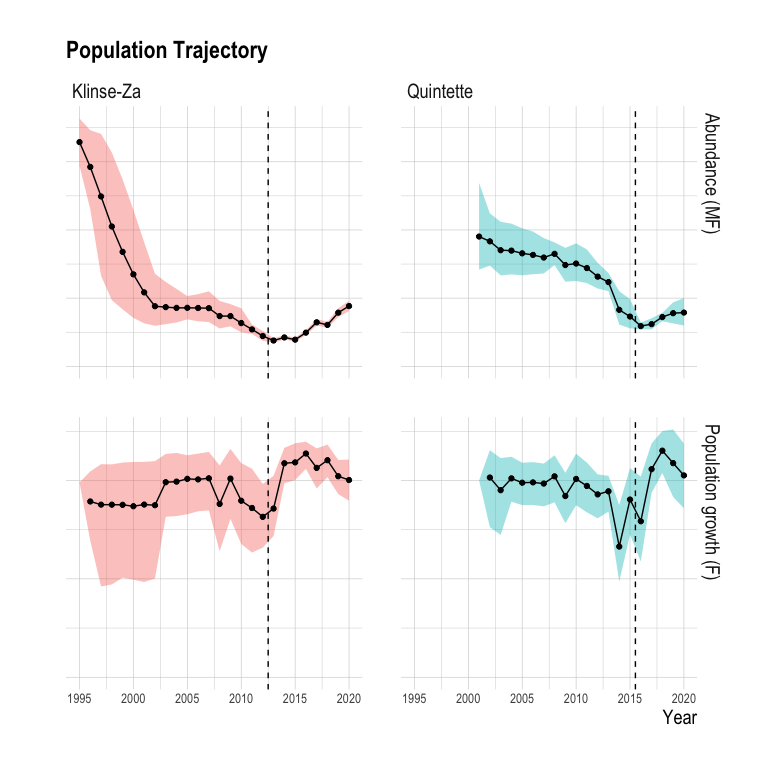 Population Trajectory
Klinse-Za
Quintette
Abundance (MF)
Population growth (F)
1995 2000 2005 2010 2015 2020 1995 2000 2005 2010 2015 2020
Year